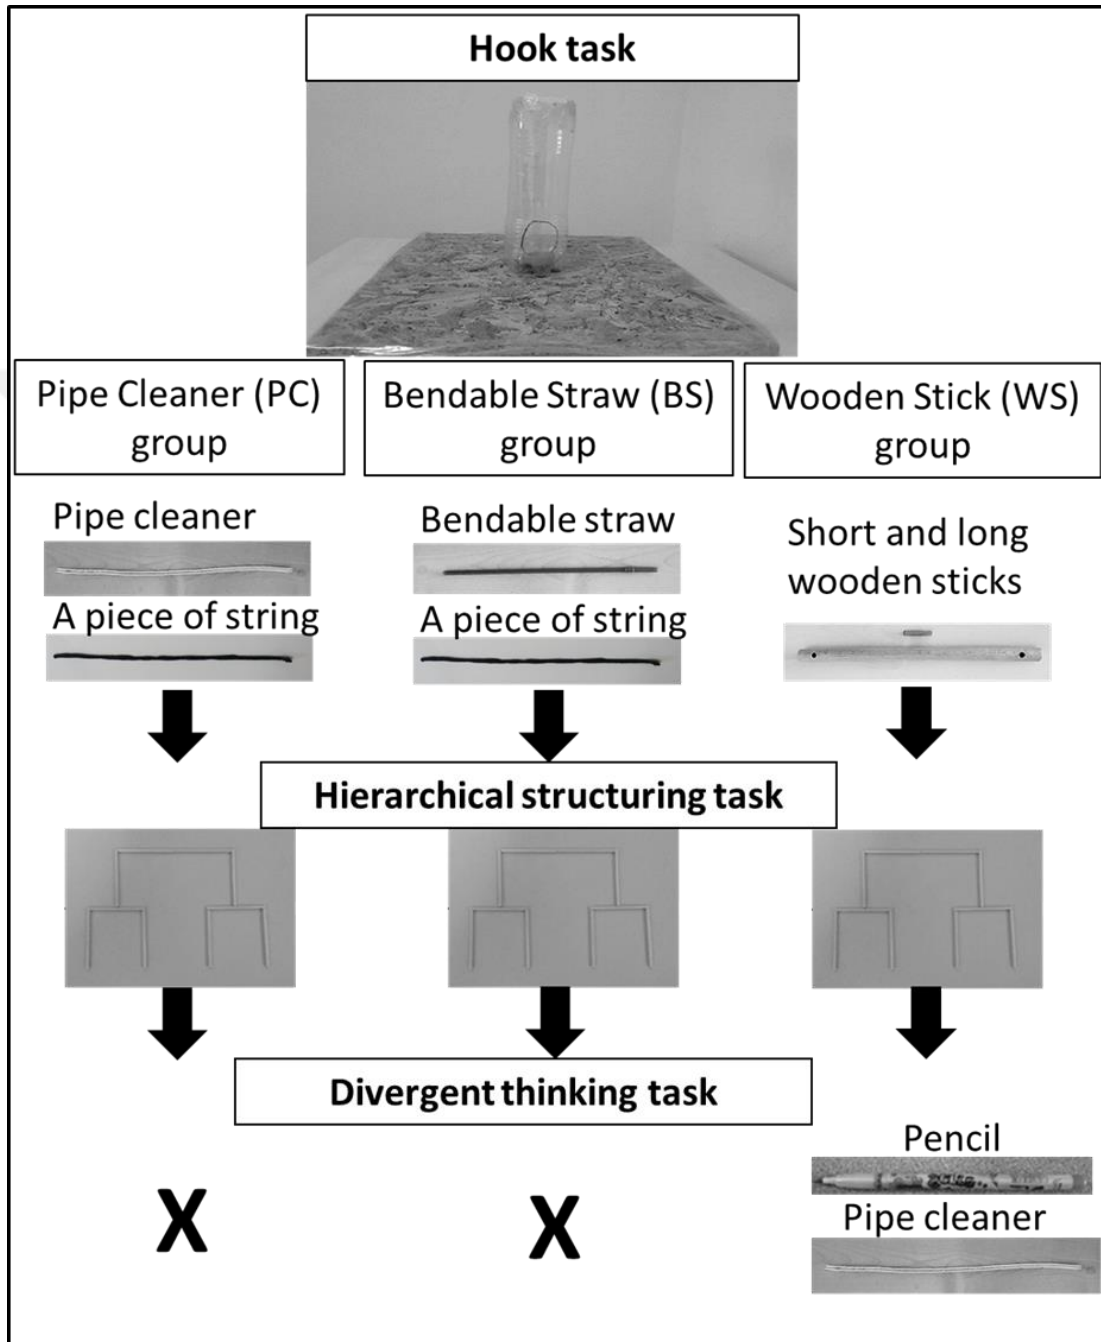 Hook task
Pipe Cleaner (PC)
group
Bendable Straw (BS)
group
Wooden Stick (WS)
group
Pipe cleaner
A piece of string
Bendable straw
A piece of string
Short and long
wooden sticks
Hierarchical structuring task
Divergent thinking task
X
X
Pencil
Pipe cleaner